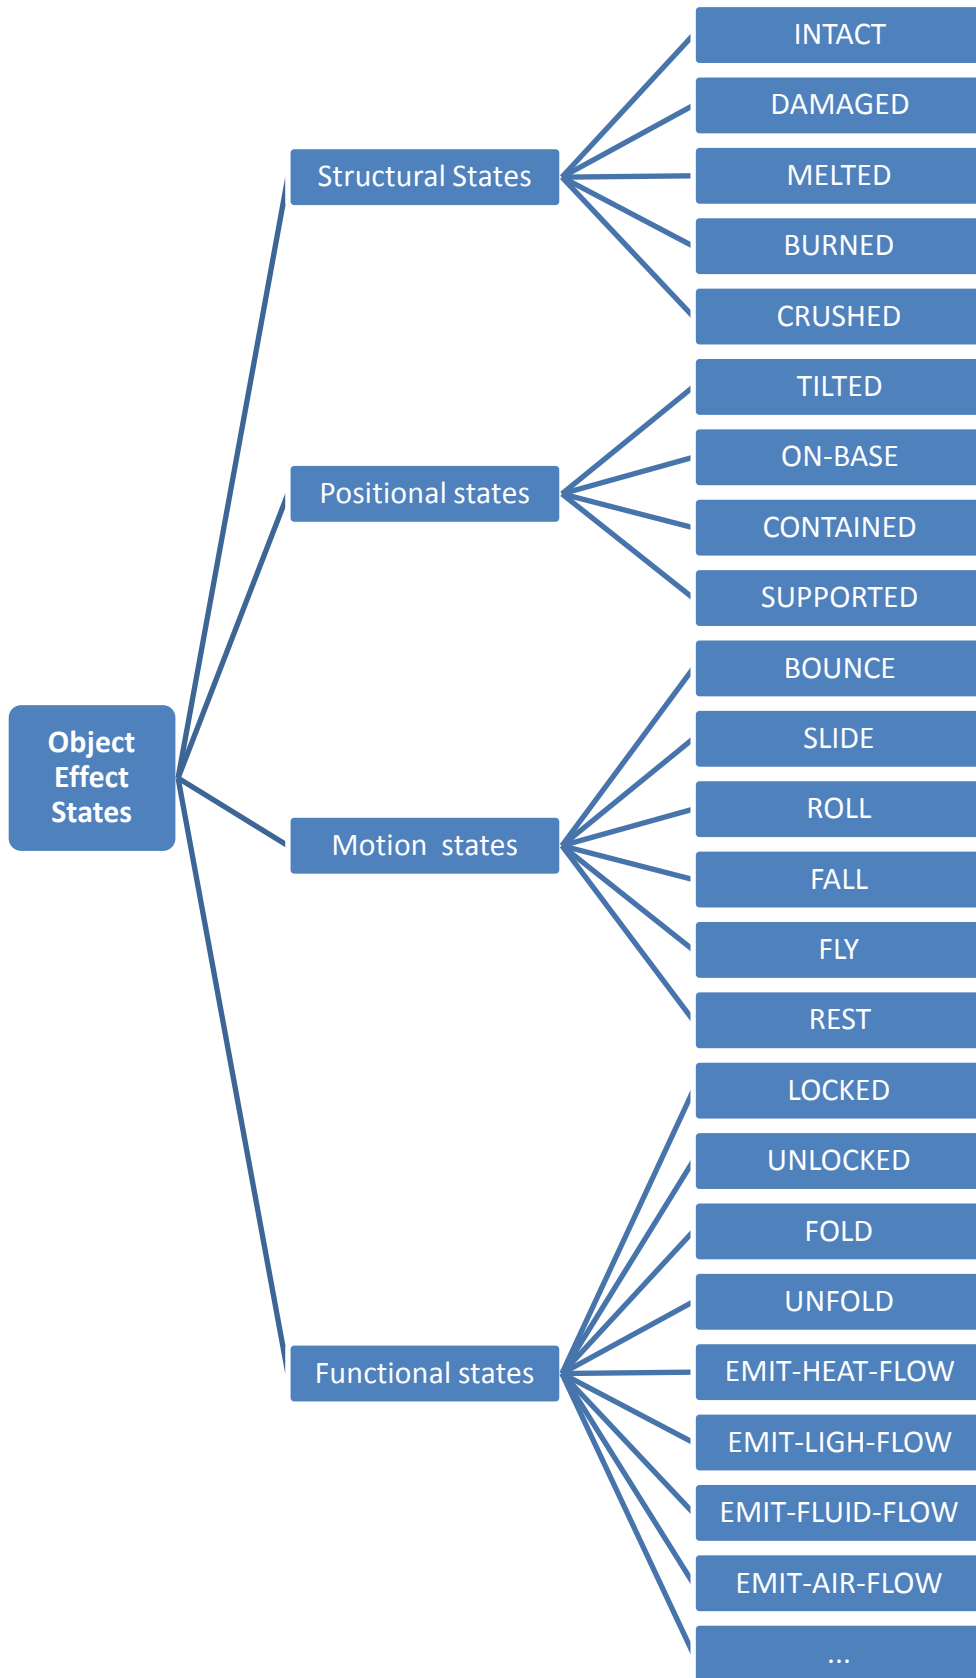 INTACT
DAMAGED
MELTED
BURNED
CRUSHED
Structural States
TILTED
ON-BASE
CONTAINED
SUPPORTED
Positional states
BOUNCE
SLIDE
ROLL
FALL
FLY
REST
Motion states
Object
Effect
States
LOCKED
UNLOCKED
FOLD
UNFOLD
EMIT-HEAT-FLOW
EMIT-LIGH-FLOW
EMIT-FLUID-FLOW
EMIT-AIR-FLOW
...
Functional states